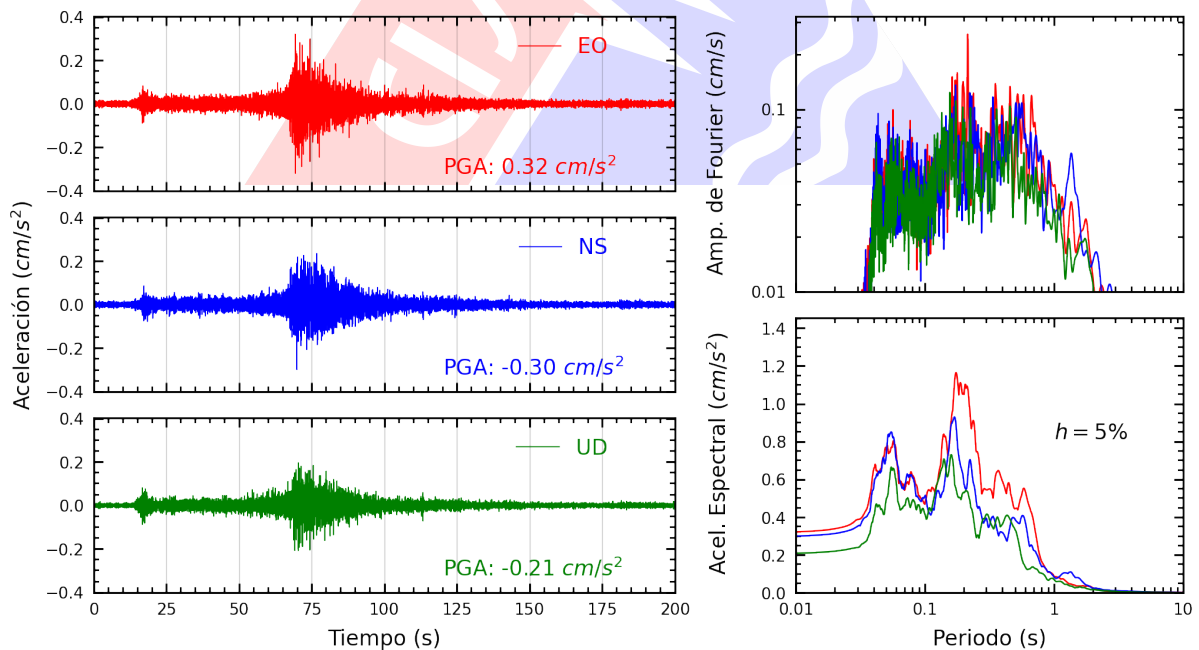 Aceleración (cm/s²)
0.4
0.2
0.0
−0.2
−0.4
EO
PGA: 0.32 cm/s²
0.4
0.2
0.0
−0.2
−0.4
NS
PGA: -0.30 cm/s²
0.4
0.2
0.0
−0.2
−0.4
UD
PGA: -0.21 cm/s²
0 25 50 75 100 125 150 175 200
Tiempo (s)
Amp. de Fourier (cm/s)
0.1
0.01
Acel. Espectral (cm/s²)
1.4
1.2
1.0
0.8
0.6
0.4
0.2
0.0
h = 5%
0.01 0.1 1 10
Periodo (s)